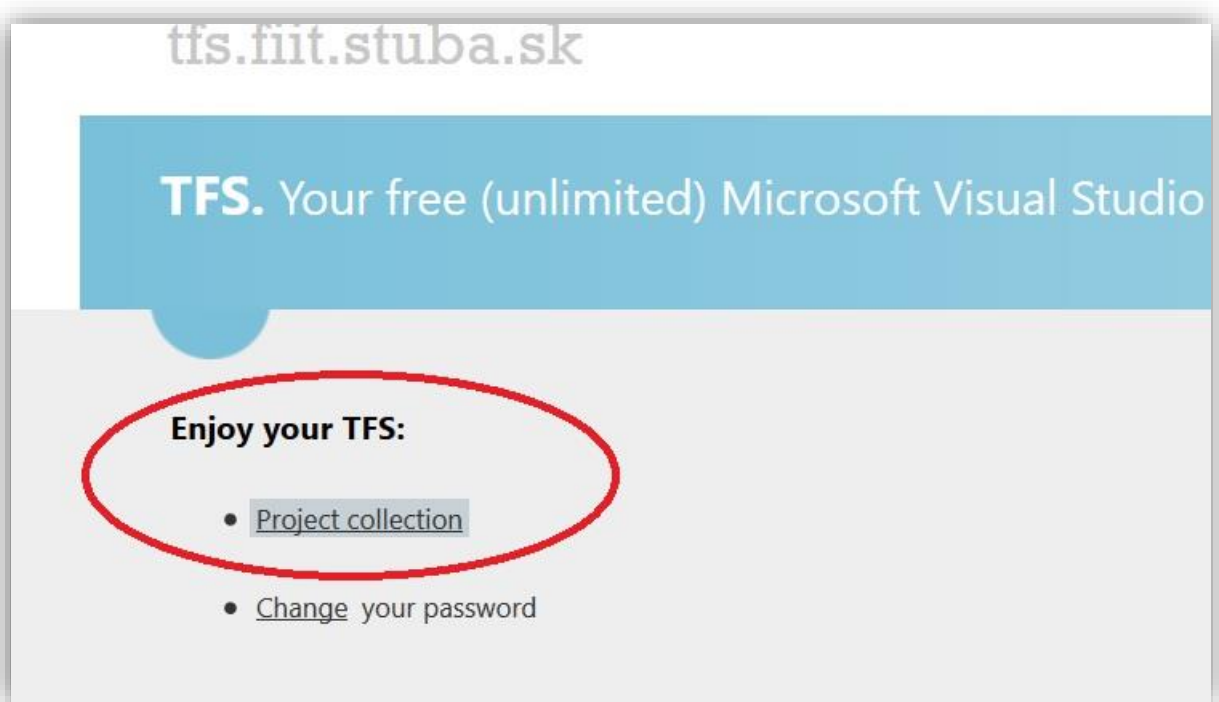 tfs.fiit.stuba.sk
TFS. Your free (unlimited) Microsoft Visual Studio
Enjoy your TFS:
Project collection
Change your password